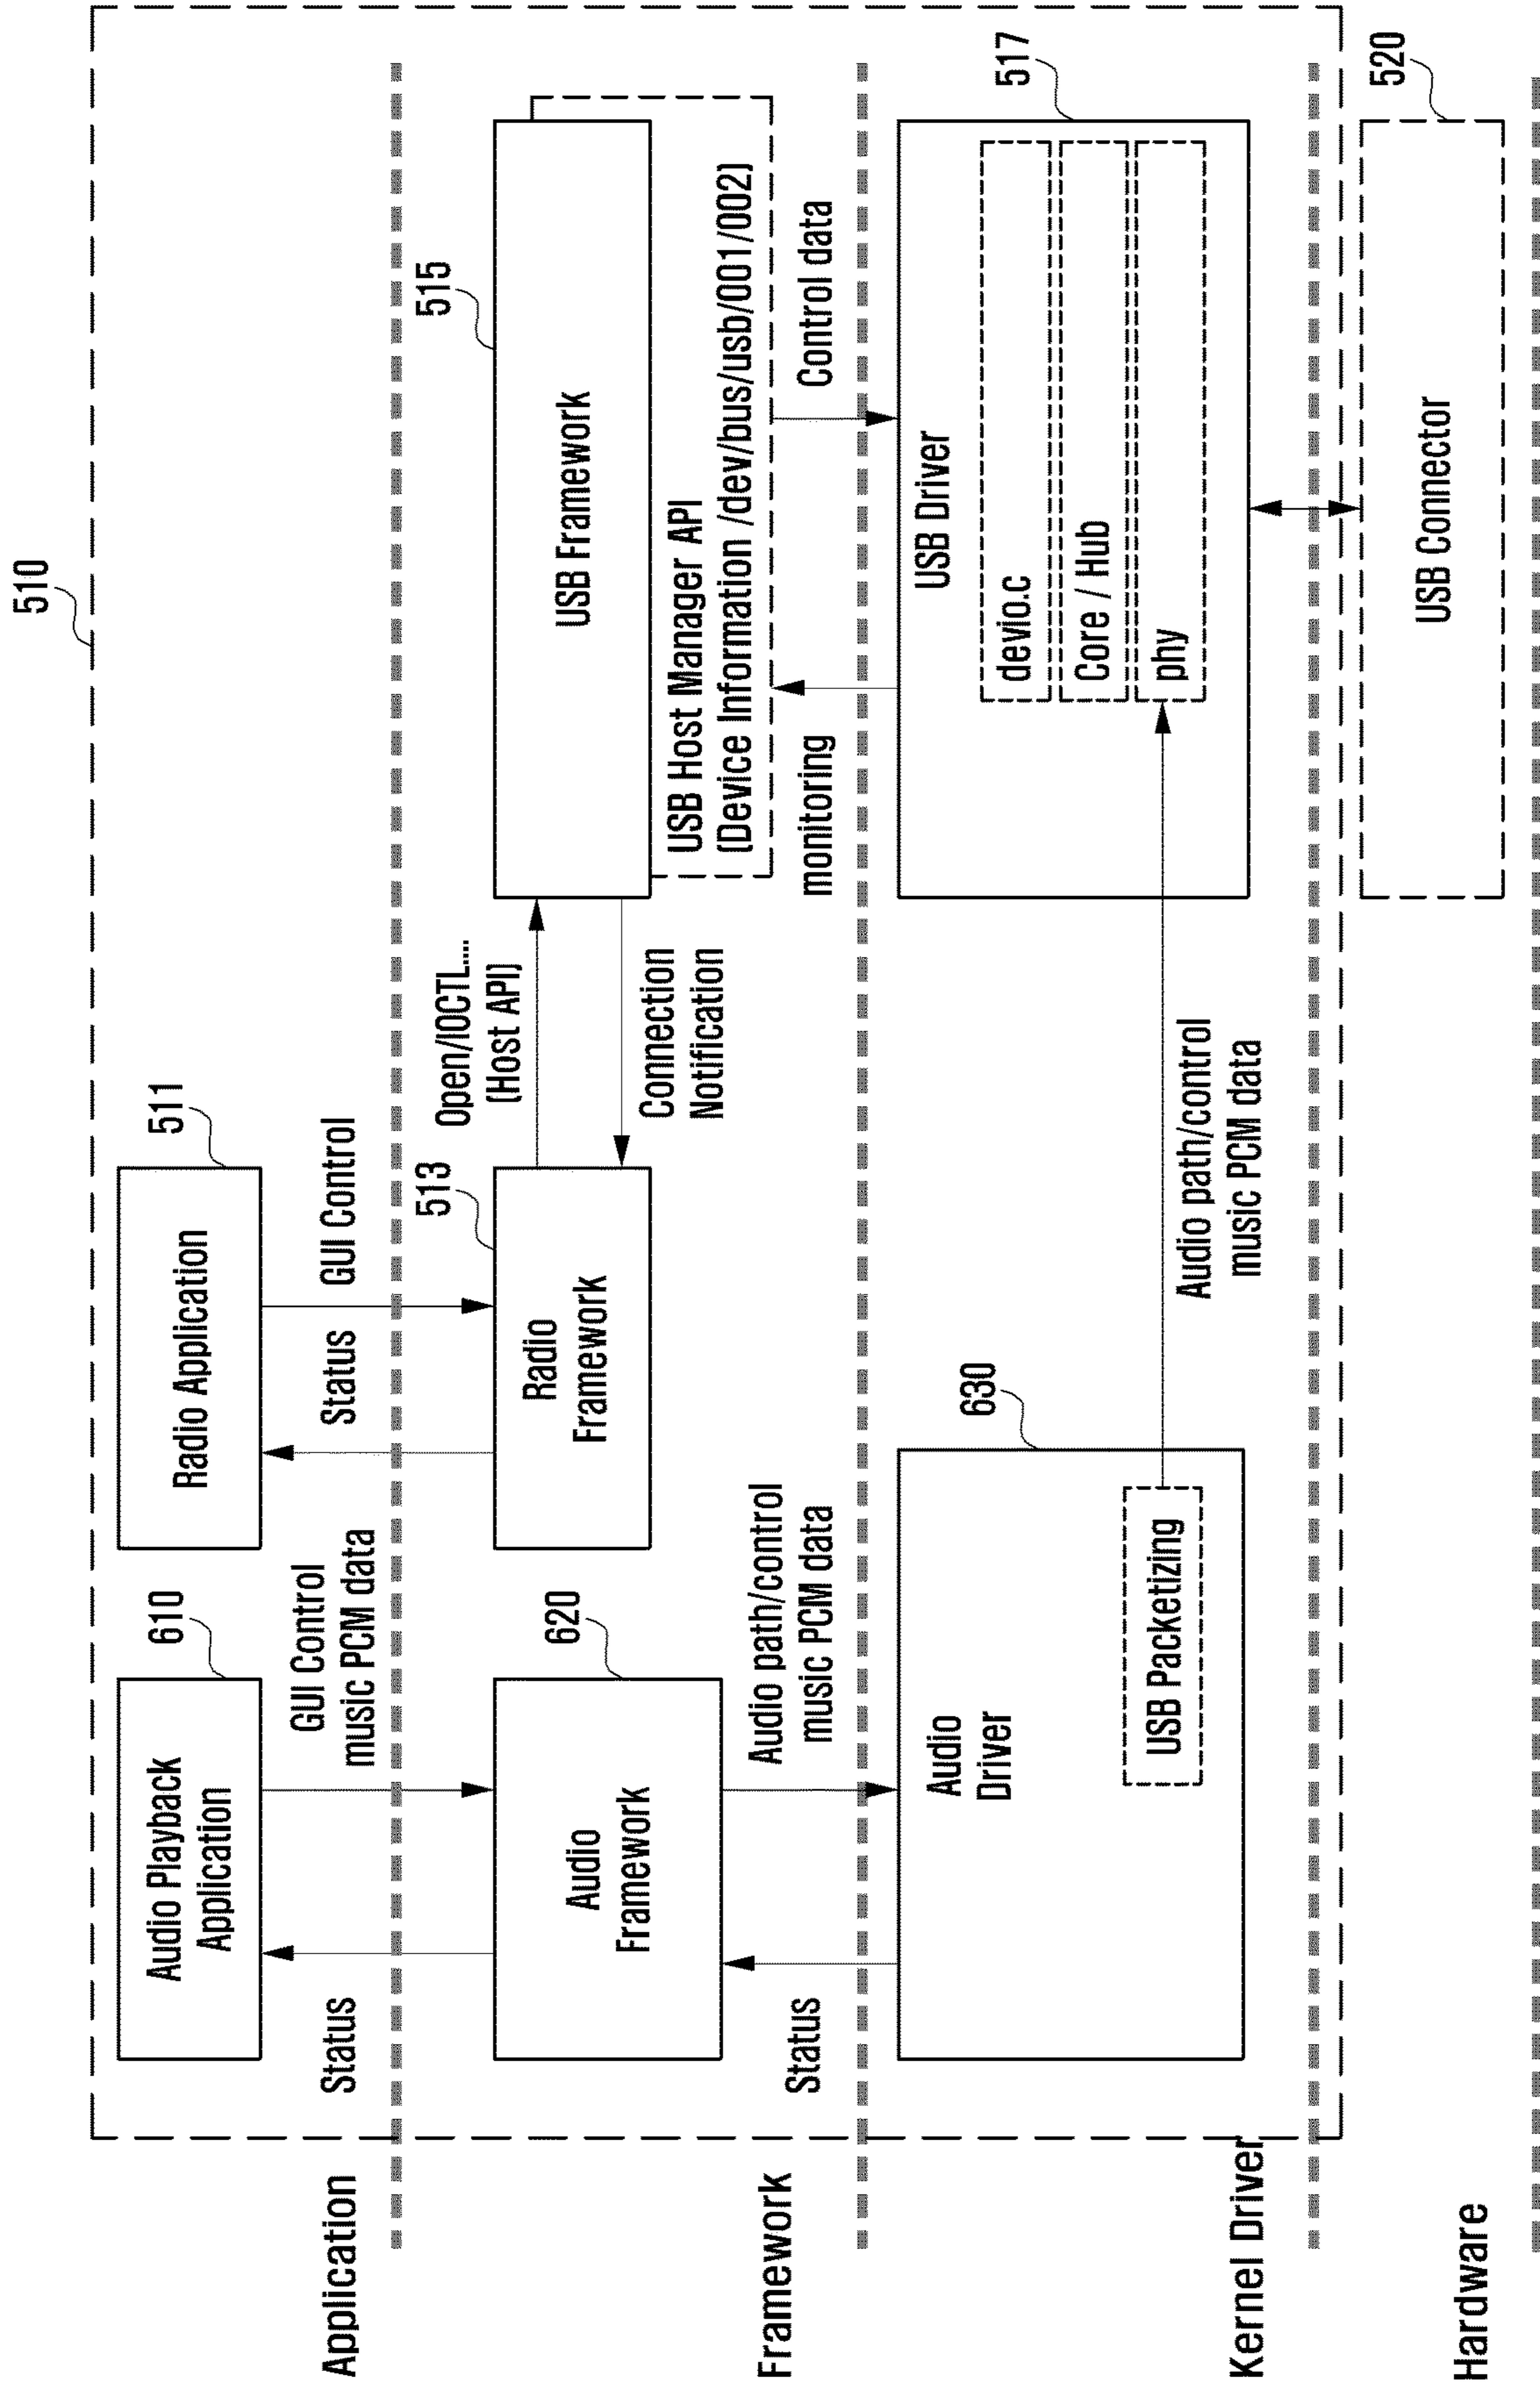 510
Application
Audio Playback
Application
610
Radio Application
511
Status
GUI Control
music PCM data
Status
GUI Control
Framework
Audio
Framework
620
Radio
Framework
513
Open/IOCTL....
(Host API)
Connection
Notification
USB Framework
515
USB Host Manager API
(Device Information /dev/bus/usb/001/002)
Status
Audio path/control
music PCM data
monitoring
Control data
Kernel Driver
Audio
Driver
630
USB Packetizing
Audio path/control
music PCM data
USB Driver
517
devio.c
Core / Hub
phy
Hardware
USB Connector
520